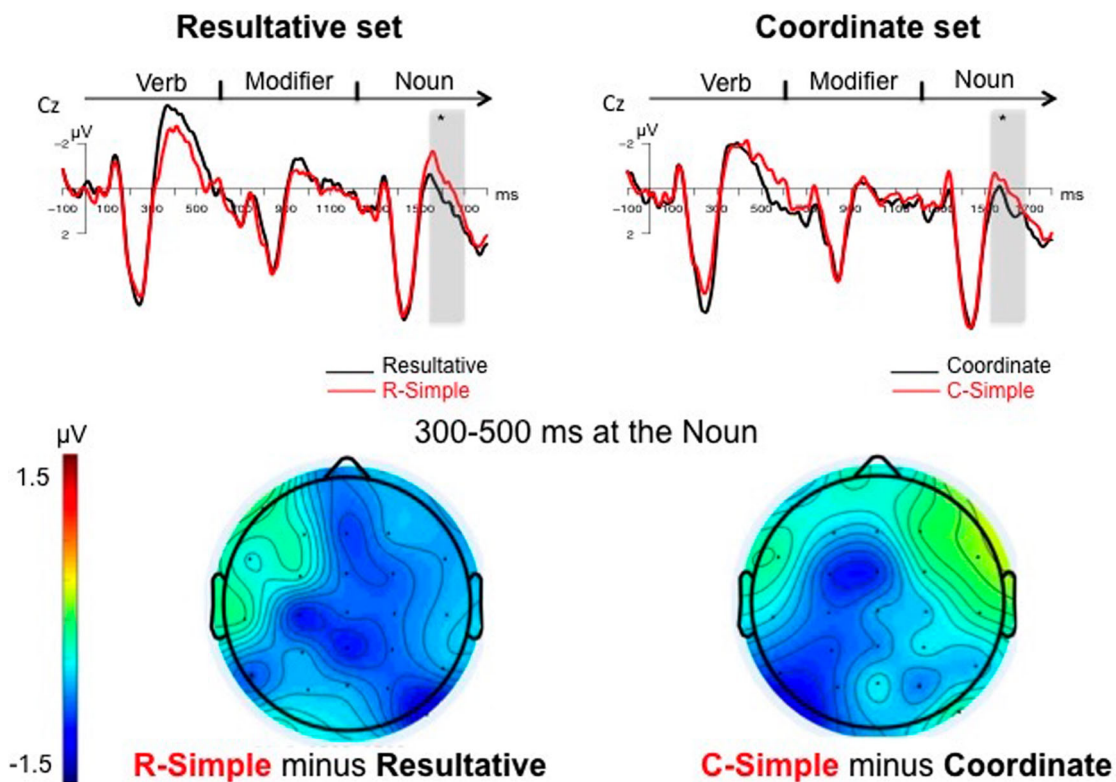 Resultative set
Coordinate set
Verb Modifier Noun
Verb Modifier Noun
Cz
Cz
μV
μV
*
*
-2
-2
-100 100 300 500 700 900 1100 1500 ms
-100 100 300 500 700 900 1100 1700 ms
2
2
Resultative
R-Simple
Coordinate
C-Simple
300-500 ms at the Noun
μV
1.5
-1.5
R-Simple minus Resultative
C-Simple minus Coordinate